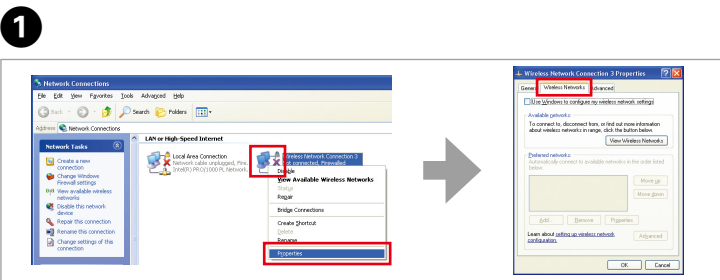 1
Network Connections
File Edit View Favorites Tools Advanced Help
Back Search Folders
Address Network Connections
Network Tasks
Create a new
connection
Change Windows
Firewall settings
View available wireless
networks
Disable this network
device
Repair this connection
Rename this connection
Change settings of this
connection
LAN or High-Speed Internet
Local Area Connection
Network cable unplugged, Fire...
Intel(R) PRO/1000 PL Network...
Wireless Network Connection 3
Not connected, Firewalled
Disable
View Available Wireless Networks
Status
Repair
Bridge Connections
Create Shortcut
Delete
Rename
Properties
Wireless Network Connection 3 Properties
General Wireless Networks Advanced
Use Windows to configure my wireless network settings
Available networks:
To connect to, disconnect from, or find out more information
about wireless networks in range, click the button below.
View Wireless Networks
Preferred networks:
Automatically connect to available networks in the order listed
below:
Move up
Move down
Add... Remove Properties
Learn about setting up wireless network
configuration.
Advanced
OK Cancel